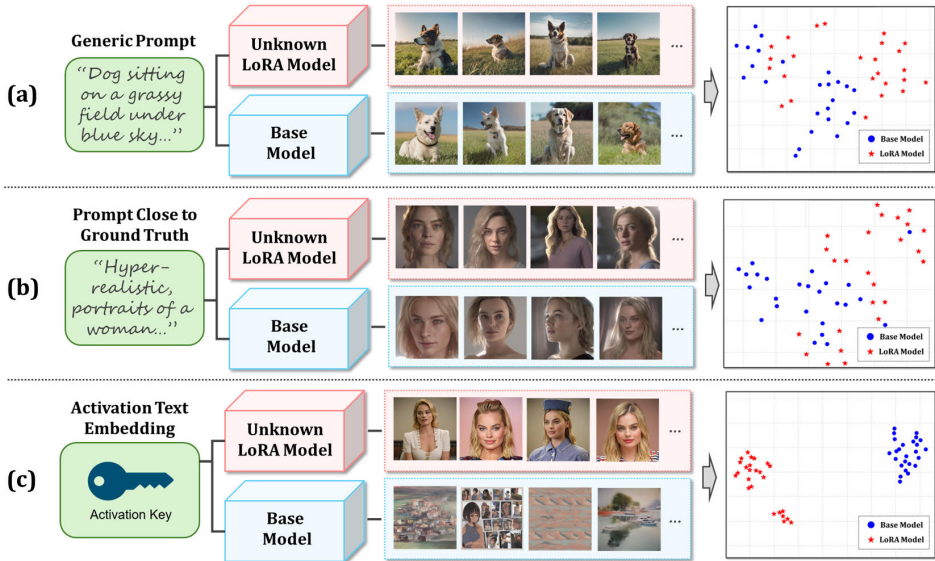 (a)
Generic Prompt
“Dog sitting
on a grassy
field under
blue sky...”
Unknown
LoRA Model
Base
Model
...
...
Base Model
LoRA Model
(b)
Prompt Close to
Ground Truth
“Hyper-
realistic,
portraits of a
woman...”
Unknown
LoRA Model
Base
Model
...
...
Base Model
LoRA Model
(c)
Activation Text
Embedding
Activation Key
Unknown
LoRA Model
Base
Model
...
...
Base Model
LoRA Model